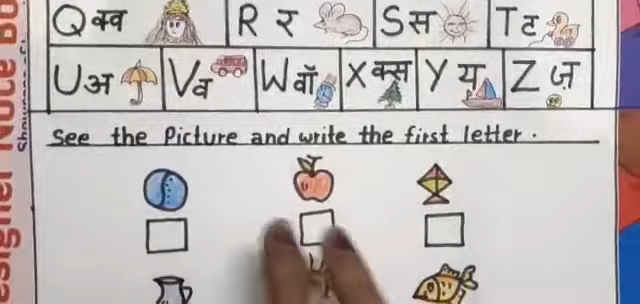 Q क्व R र S स T ट
U अ V व W वॉ X क्स Y य Z ज़
See the Picture and write the first letter.